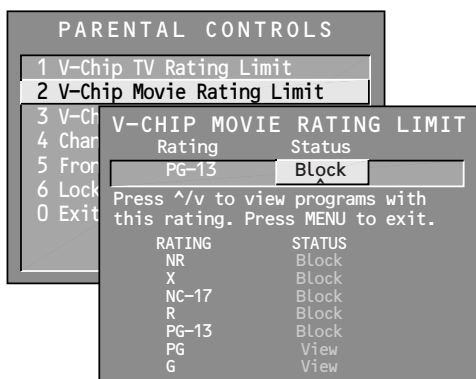 PARENTAL CONTROLS
1 V-Chip TV Rating Limit
2 V-Chip Movie Rating Limit
3 V-Ch
4 Chan
5 Fron
6 Lock
0 Exit
V-CHIP MOVIE RATING LIMIT
Rating Status
PG-13 Block
Press ^/v to view programs with
this rating. Press MENU to exit.
RATING STATUS
NR Block
X Block
NC-17 Block
R Block
PG-13 Block
PG View
G View